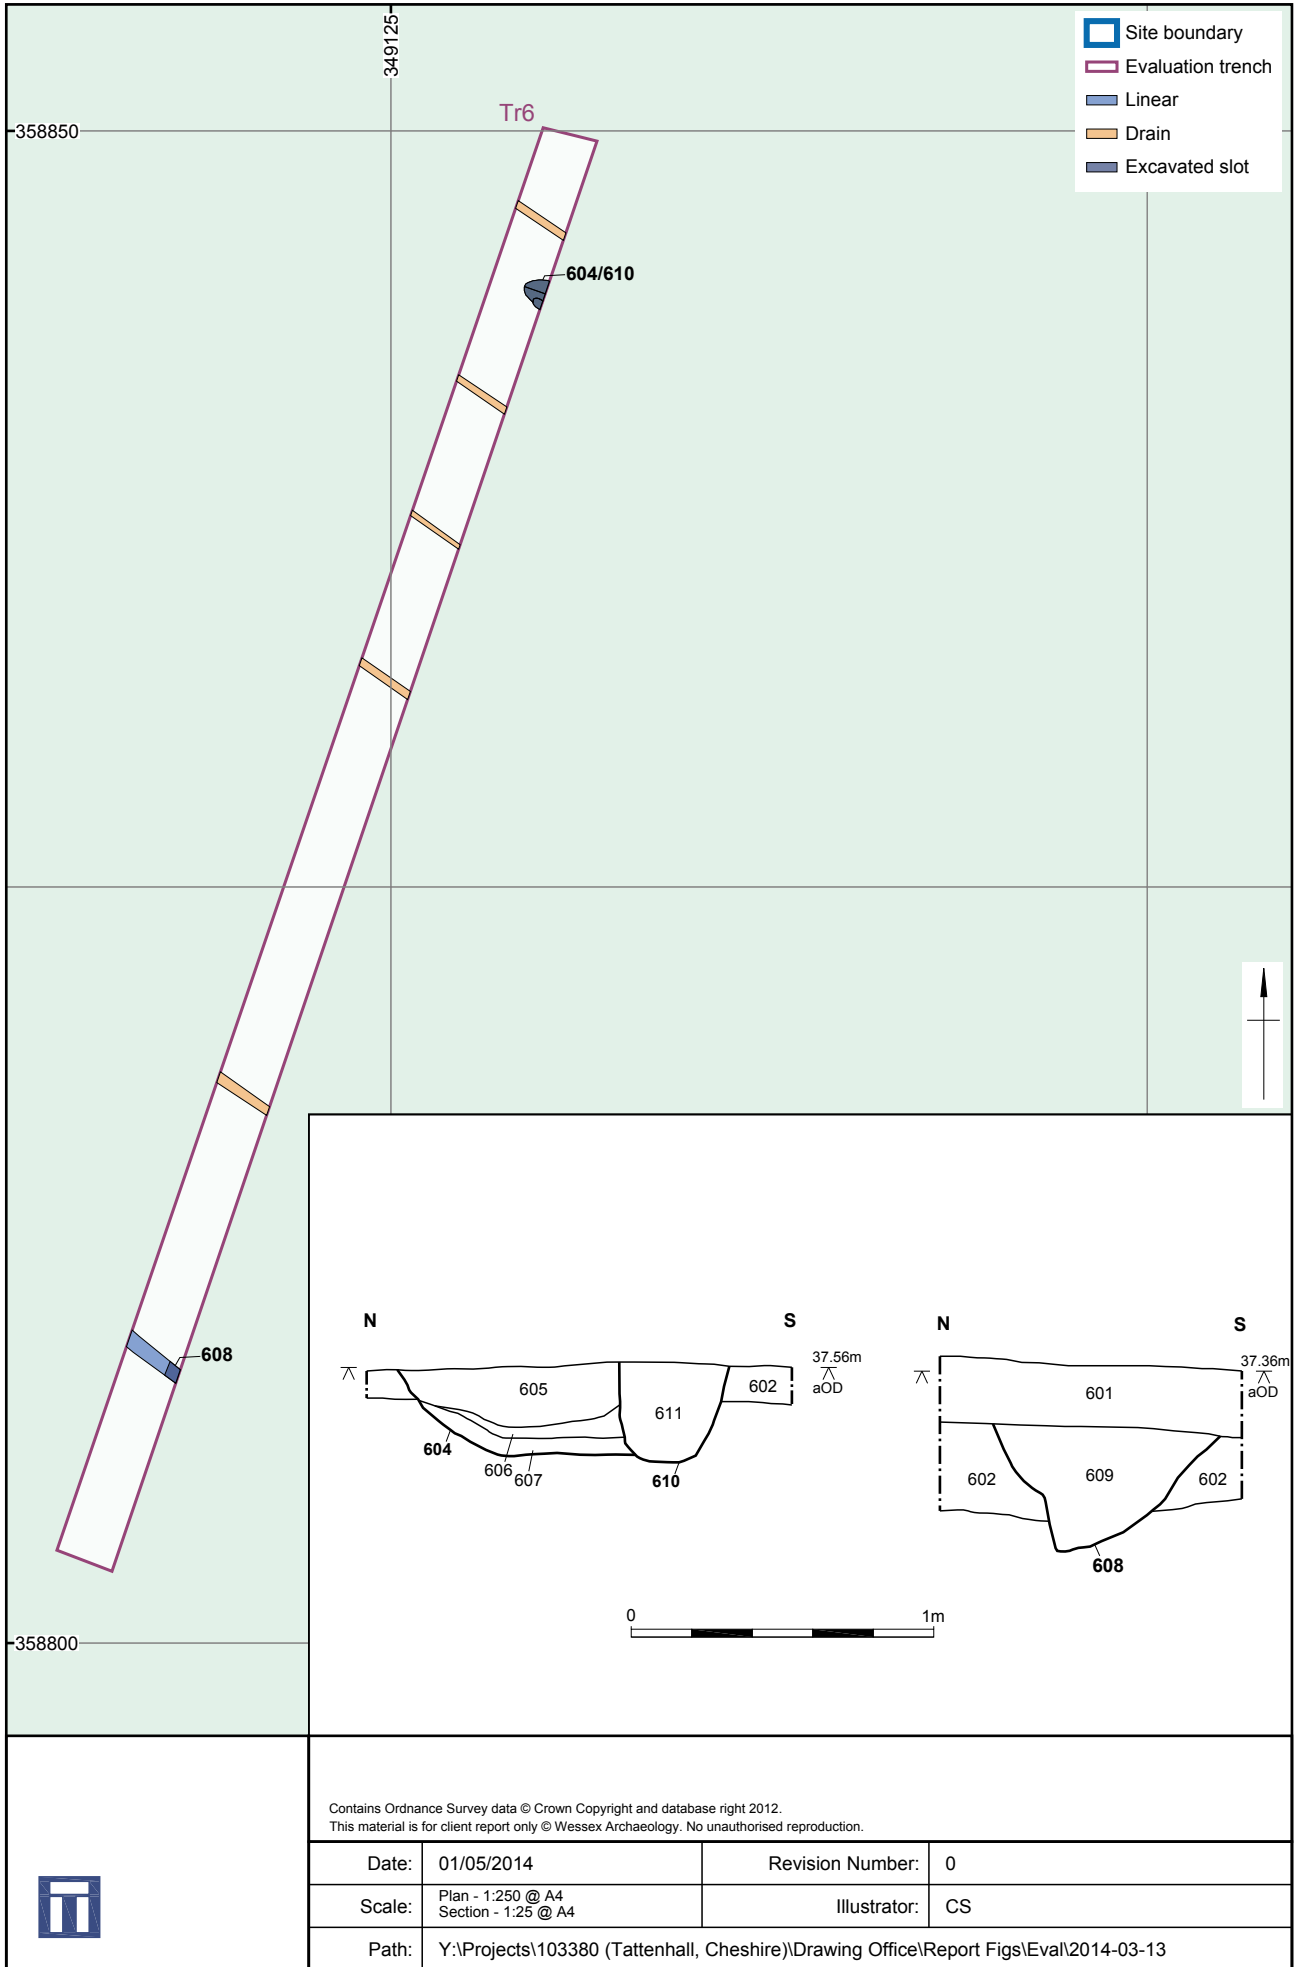 349125
Site boundary
Evaluation trench
Linear
Drain
Excavated slot
Tr6
358850
604/610
608
N
S
37.56m
aOD
605
602
611
604
606
607
610
N
S
37.36m
aOD
601
602
609
602
608
0
1m
358800
Contains Ordnance Survey data © Crown Copyright and database right 2012.
This material is for client report only © Wessex Archaeology. No unauthorised reproduction.
Date: 01/05/2014 Revision Number: 0
Scale: Plan - 1:250 @ A4
Section - 1:25 @ A4
Illustrator: CS
Path: Y:\Projects\103380 (Tattenhall, Cheshire)\Drawing Office\Report Figs\Eval\2014-03-13